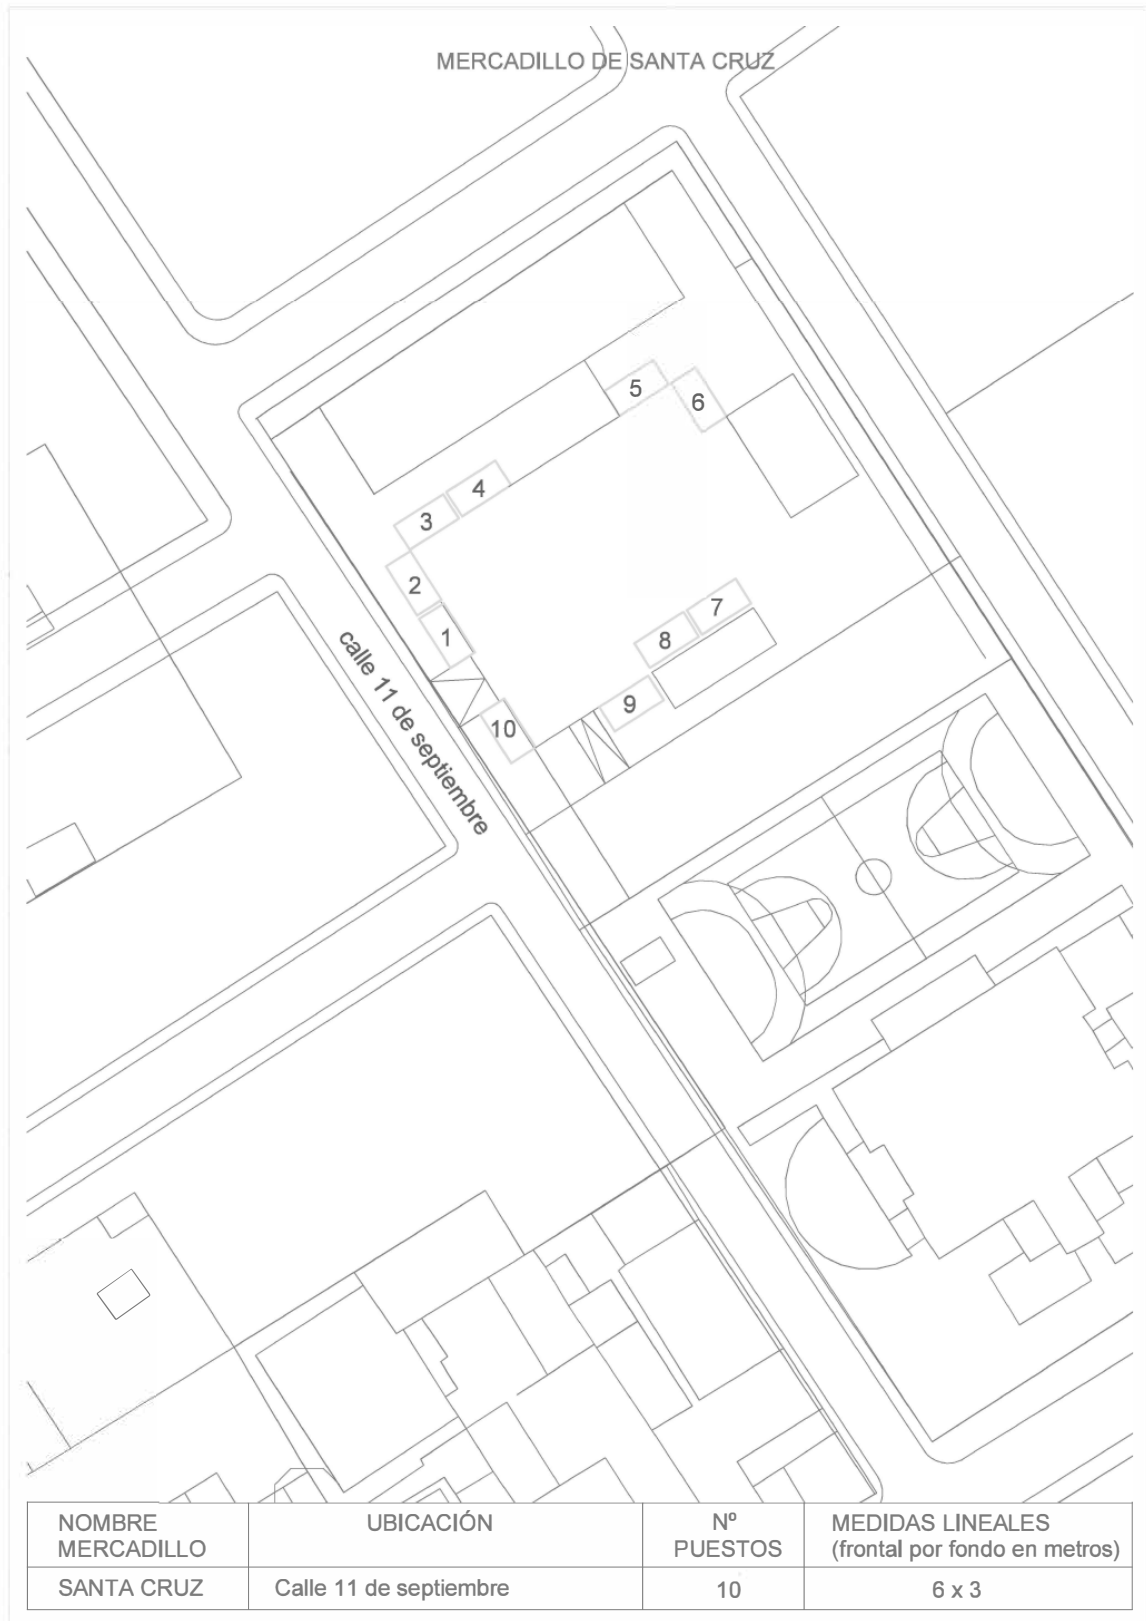 MERCADILLO DE SANTA CRUZ
5
6
4
3
2
1
7
8
9
10
calle 11 de septiembre
NOMBRE MERCADILLO
UBICACIÓN
Nº PUESTOS
MEDIDAS LINEALES
(frontal por fondo en metros)
SANTA CRUZ
Calle 11 de septiembre
10
6 x 3